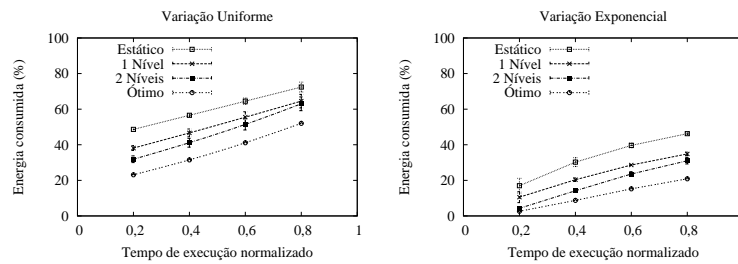 Variação Uniforme
Energia consumida (%)
100
80
60
40
20
0
Estático
1 Nível
2 Níveis
Ótimo
0 0,2 0,4 0,6 0,8 1
Tempo de execução normalizado
Variação Exponencial
Energia consumida (%)
100
80
60
40
20
0
Estático
1 Nível
2 Níveis
Ótimo
0 0,2 0,4 0,6 0,8
Tempo de execução normalizado